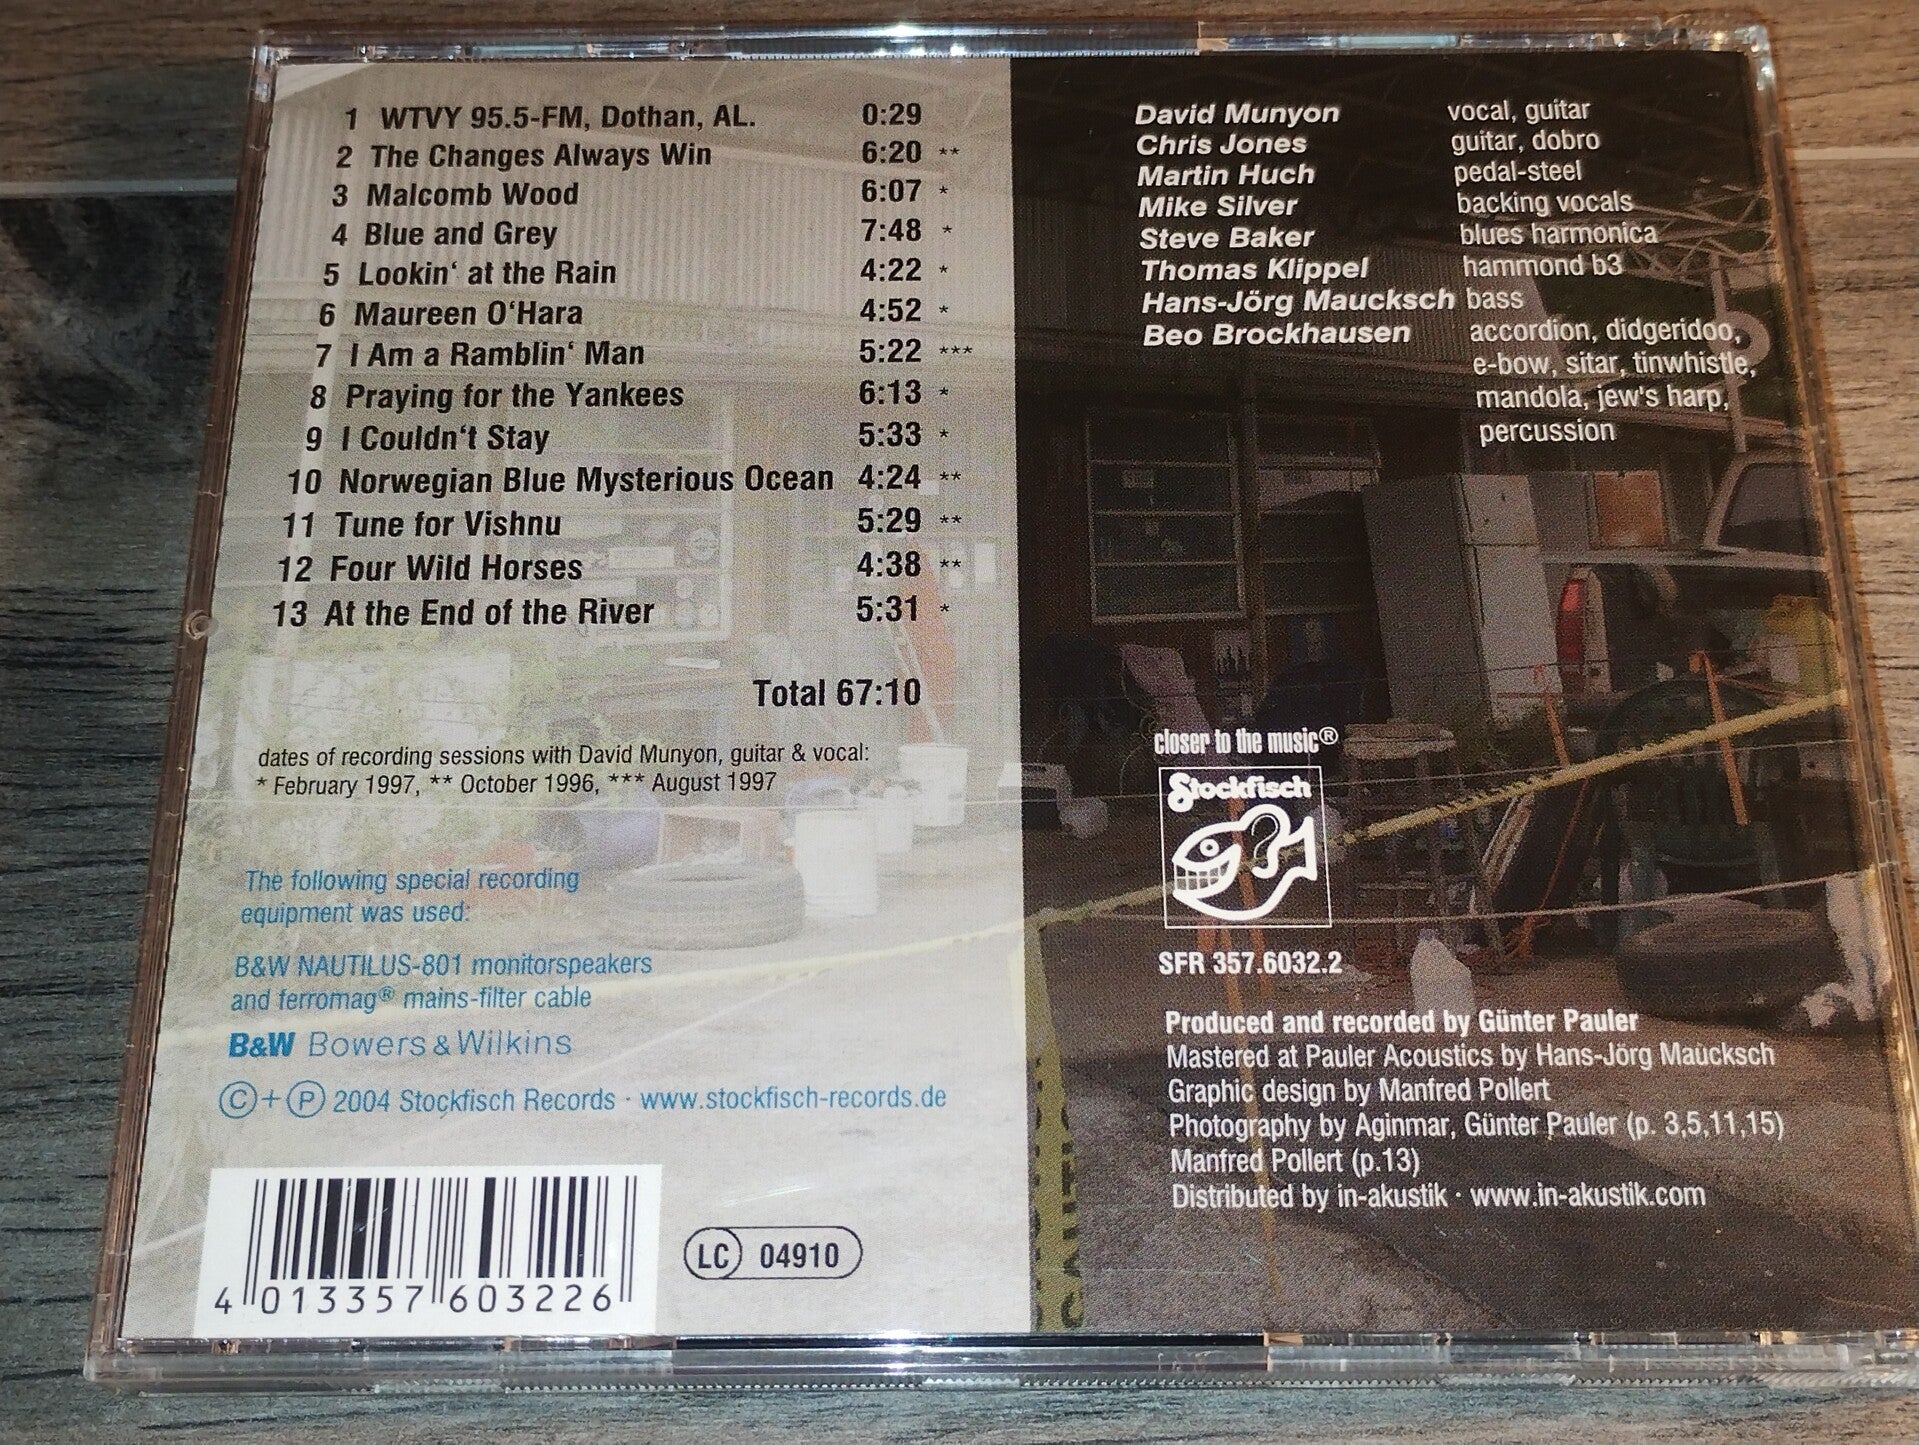 1 WTVY 95.5-FM, Dothan, AL. 0:29
2 The Changes Always Win 6:20 **
3 Malcomb Wood 6:07 *
4 Blue and Grey 7:48 *
5 Lookin‘ at the Rain 4:22 *
6 Maureen O‘Hara 4:52 *
7 I Am a Ramblin‘ Man 5:22 ***
8 Praying for the Yankees 6:13 *
9 I Couldn‘t Stay 5:33 *
10 Norwegian Blue Mysterious Ocean 4:24 **
11 Tune for Vishnu 5:29 **
12 Four Wild Horses 4:38 **
13 At the End of the River 5:31 *
Total 67:10
dates of recording sessions with David Munyon, guitar & vocal:
* February 1997, ** October 1996, *** August 1997
The following special recording
equipment was used:
B&W NAUTILUS-801 monitorspeakers
and ferromag® mains-filter cable
B&W Bowers & Wilkins
Ⓒ+Ⓟ 2004 Stockfisch Records · www.stockfisch-records.de
4 013357 603226
LC 04910
David Munyon vocal, guitar
Chris Jones guitar, dobro
Martin Huch pedal-steel
Mike Silver backing vocals
Steve Baker blues harmonica
Thomas Klippel hammond b3
Hans-Jörg Maucksch bass
Beo Brockhausen accordion, didgeridoo,
e-bow, sitar, tinwhistle,
mandola, jew's harp,
percussion
closer to the music®
Stockfisch
SFR 357.6032.2
Produced and recorded by Günter Pauler
Mastered at Pauler Acoustics by Hans-Jörg Maucksch
Graphic design by Manfred Pollert
Photography by Aginmar, Günter Pauler (p. 3,5,11,15)
Manfred Pollert (p.13)
Distributed by in-akustik · www.in-akustik.com